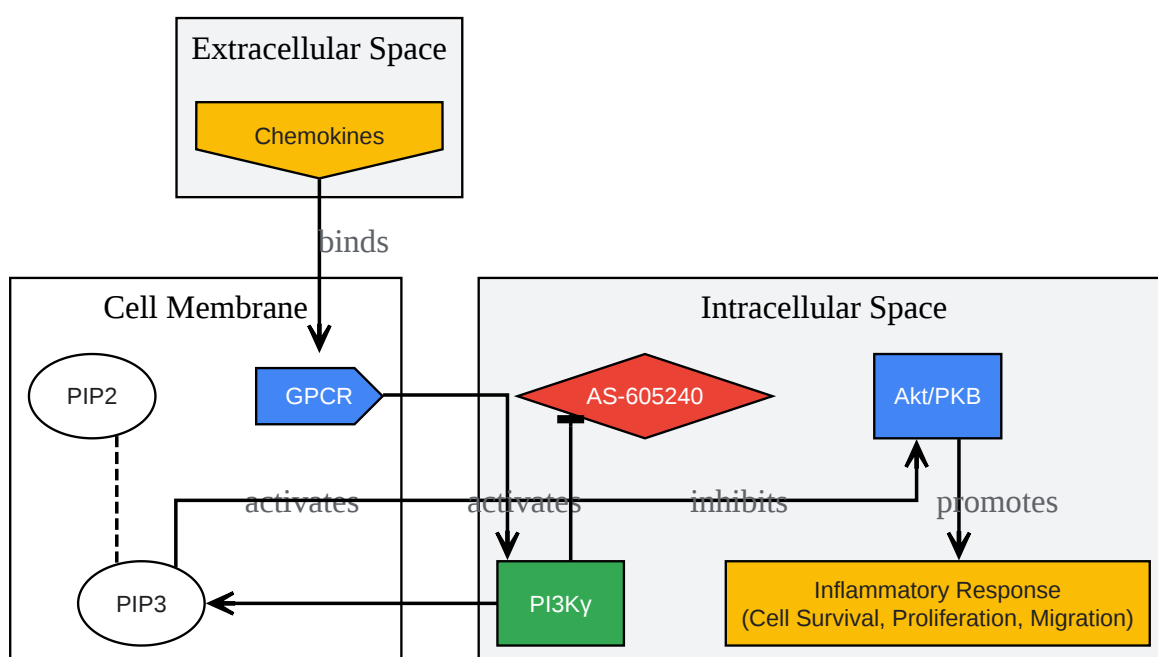 Extracellular Space
Chemokines
binds
Cell Membrane
Intracellular Space
PIP2
GPCR
AS-605240
Akt/PKB
activates
activates
inhibits
promotes
PIP3
PI3Kγ
Inflammatory Response
(Cell Survival, Proliferation, Migration)